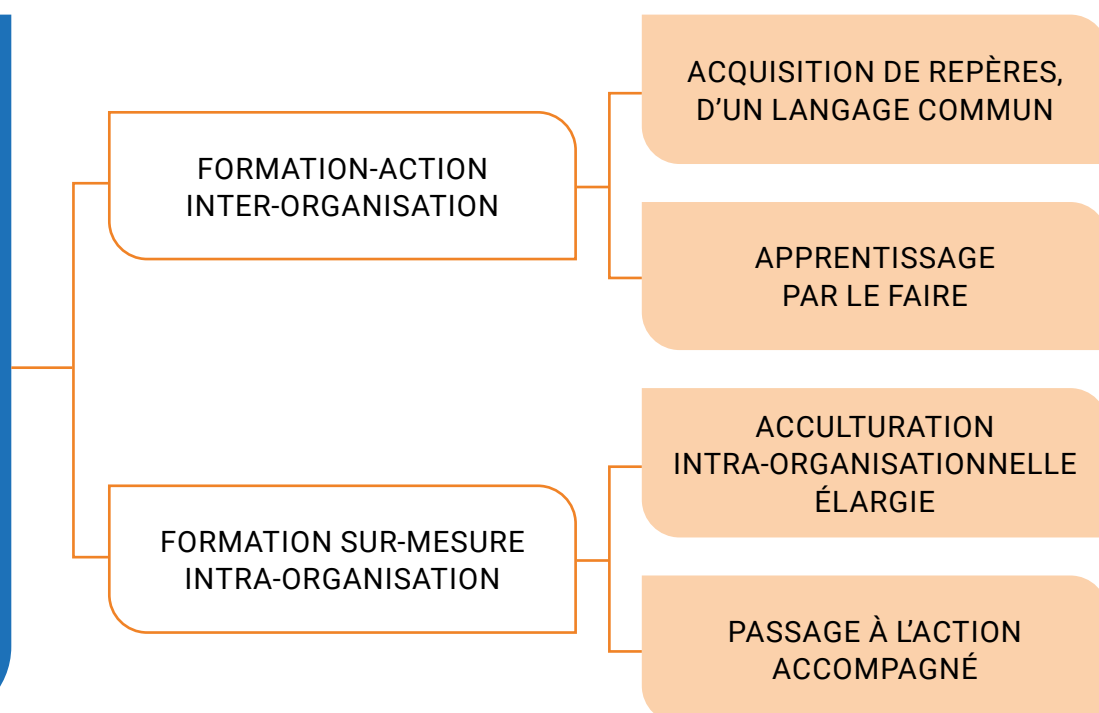 FORMATION-ACTION
INTER-ORGANISATION
ACQUISITION DE REPÈRES,
D’UN LANGAGE COMMUN
APPRENTISSAGE
PAR LE FAIRE
FORMATION SUR-MESURE
INTRA-ORGANISATION
ACCULTURATION
INTRA-ORGANISATIONNELLE
ÉLARGIE
PASSAGE À L’ACTION
ACCOMPAGNÉ